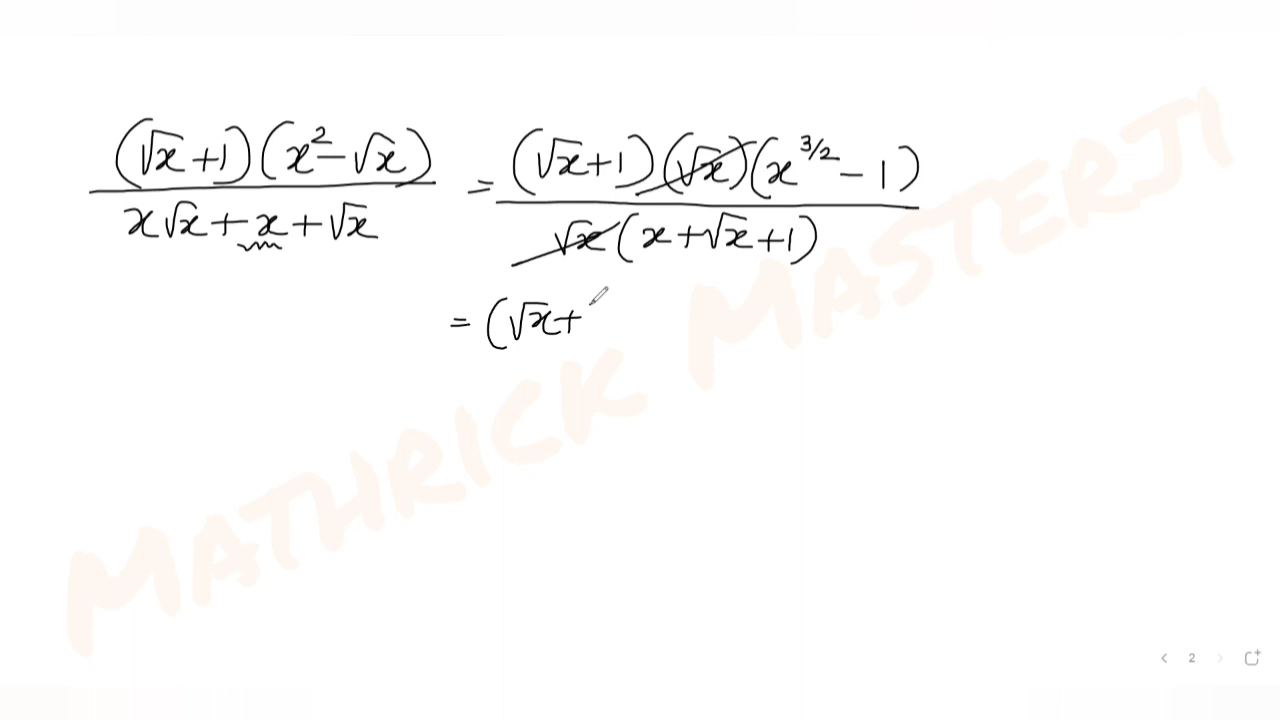 (√x+1)(x²-√x) / x√x+x+√x = (√x+1)(√x)(x^3/2 - 1) / √x(x+√x+1)
= (√x+
MATHRICK MASTERJI
< 2 >